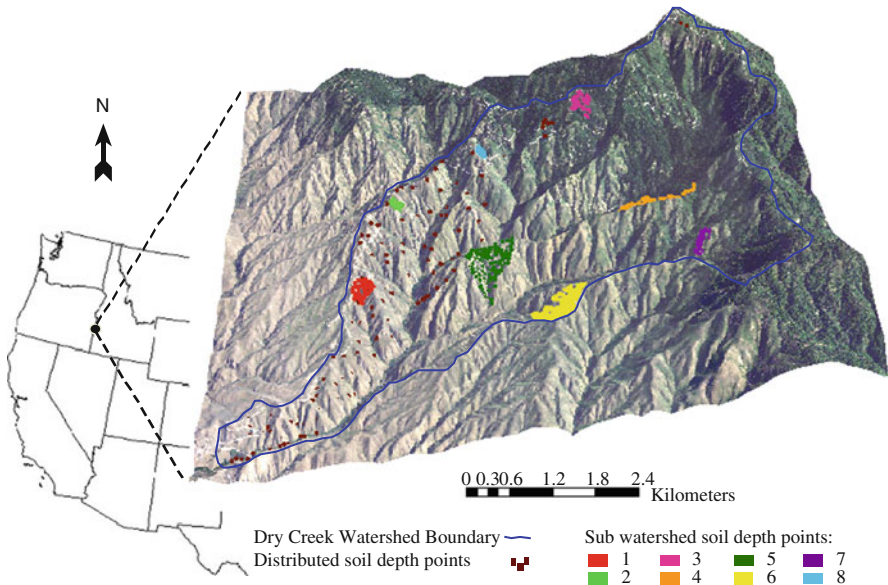 N
0 0.30.6 1.2 1.8 2.4
Kilometers
Dry Creek Watershed Boundary
Distributed soil depth points
Sub watershed soil depth points:
1 3 5 7
2 4 6 8